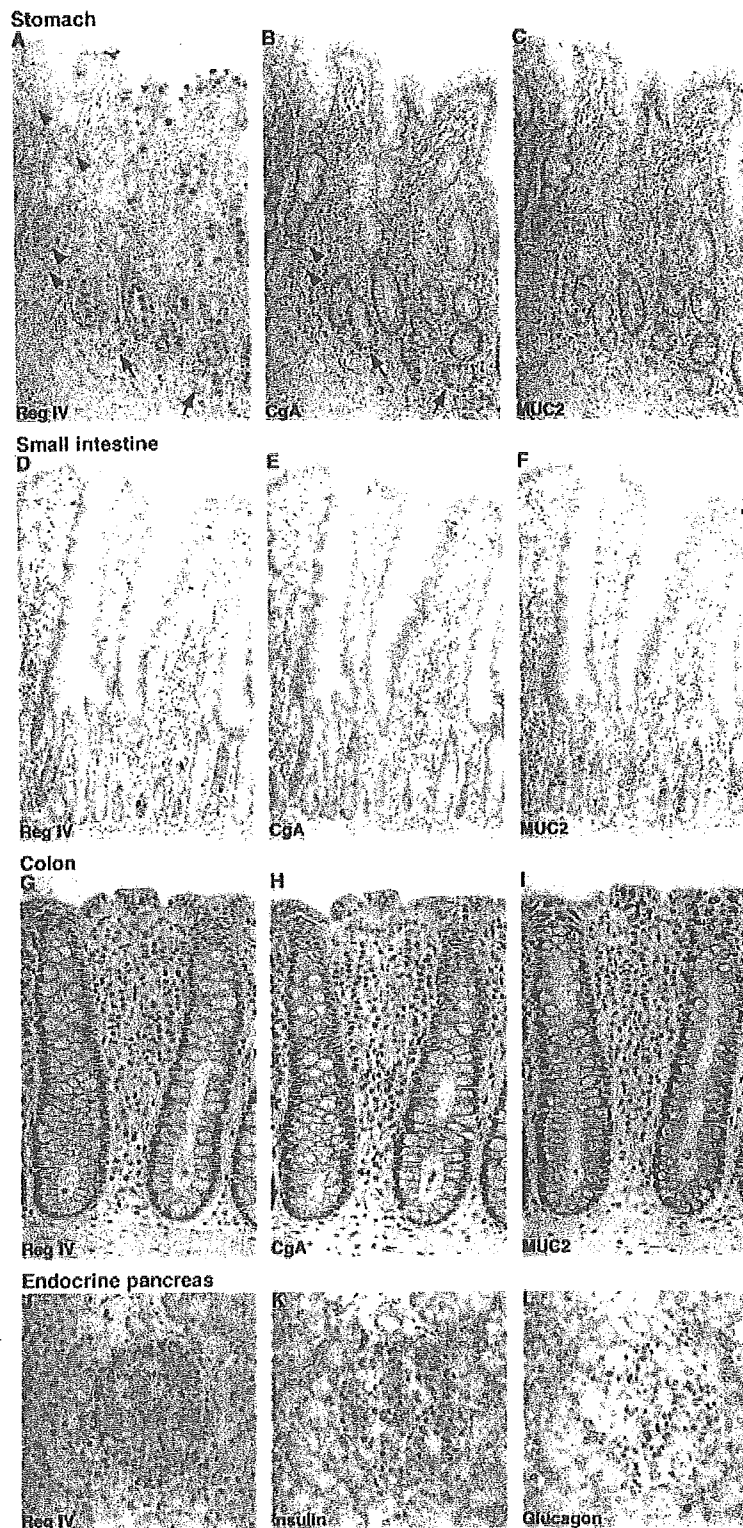 Stomach
A B C
Reg IV CgA MUC2
Small intestine
D E F
Reg IV CgA MUC2
Colon
G H I
Reg IV CgA MUC2
Endocrine pancreas
J K L
Reg IV Insulin Glucagon